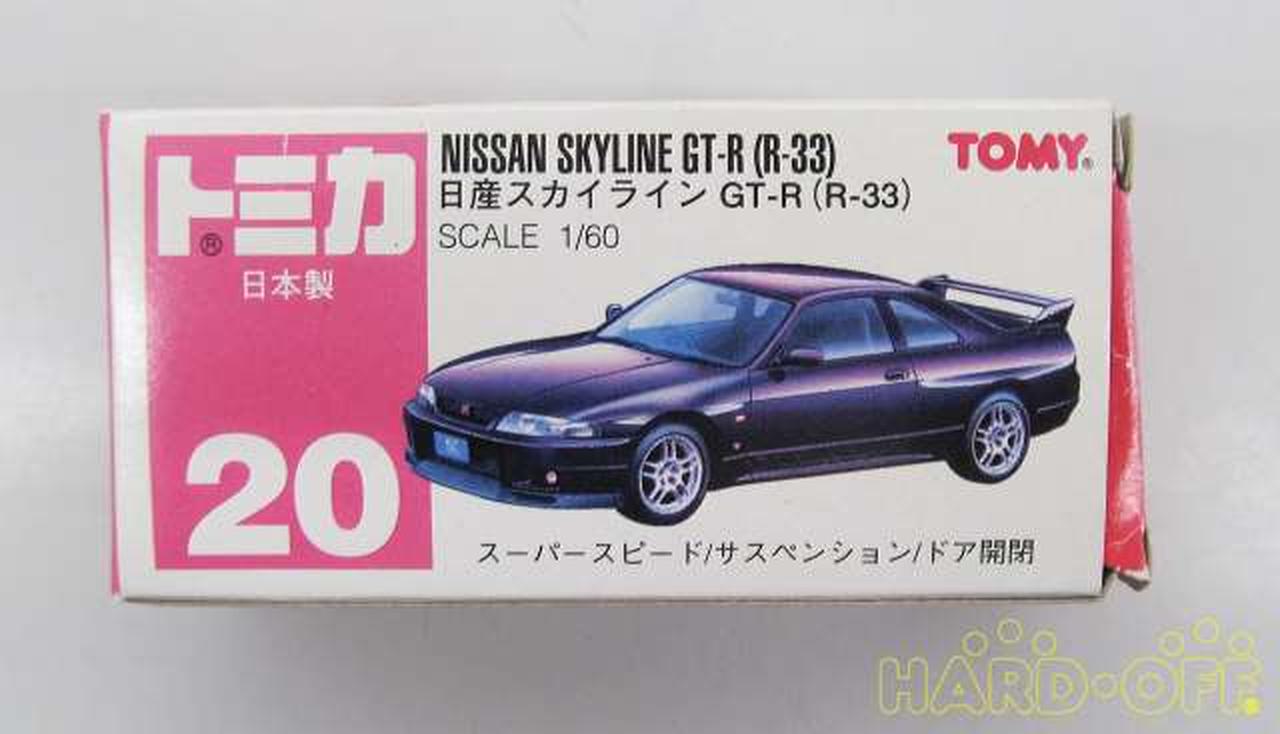 トミカ®
日本製
20
NISSAN SKYLINE GT-R (R-33)
日産スカイライン GT-R (R-33)
SCALE 1/60
TOMY®
スーパースピード/サスペンション/ドア開閉
HARD・OFF